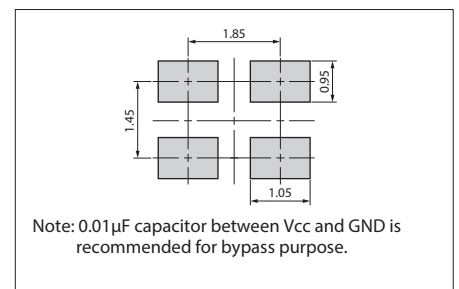 1.85
0.95
1.45
1.05
Note: 0.01µF capacitor between Vcc and GND is
recommended for bypass purpose.